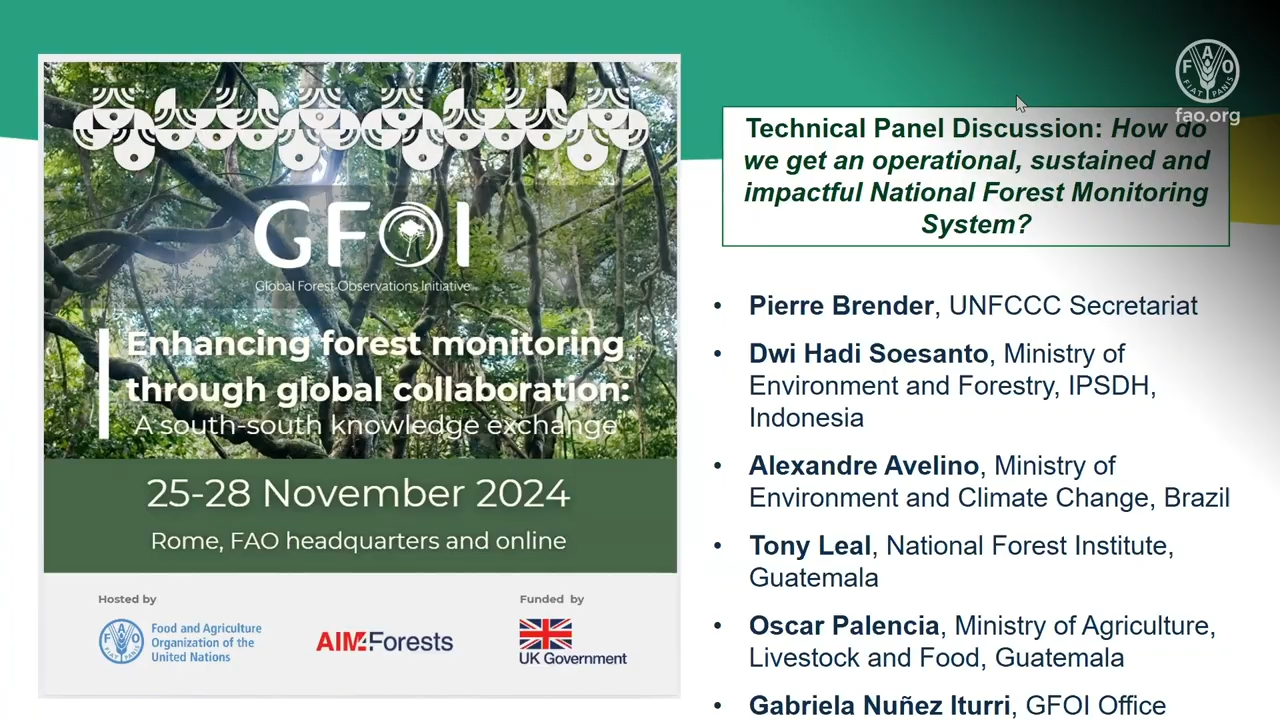 GFOI
Global Forest Observations Initiative
Enhancing forest monitoring
through global collaboration:
A south-south knowledge exchange
25-28 November 2024
Rome, FAO headquarters and online
Hosted by
FAO
FIAT PANIS
Food and Agriculture
Organization of the
United Nations
AIM4Forests
Funded by
UK Government
FAO
FIAT PANIS
fao.org
Technical Panel Discussion: How do
we get an operational, sustained and
impactful National Forest Monitoring
System?
• Pierre Brender, UNFCCC Secretariat
• Dwi Hadi Soesanto, Ministry of
Environment and Forestry, IPSDH,
Indonesia
• Alexandre Avelino, Ministry of
Environment and Climate Change, Brazil
• Tony Leal, National Forest Institute,
Guatemala
• Oscar Palencia, Ministry of Agriculture,
Livestock and Food, Guatemala
• Gabriela Nuñez Iturri, GFOI Office